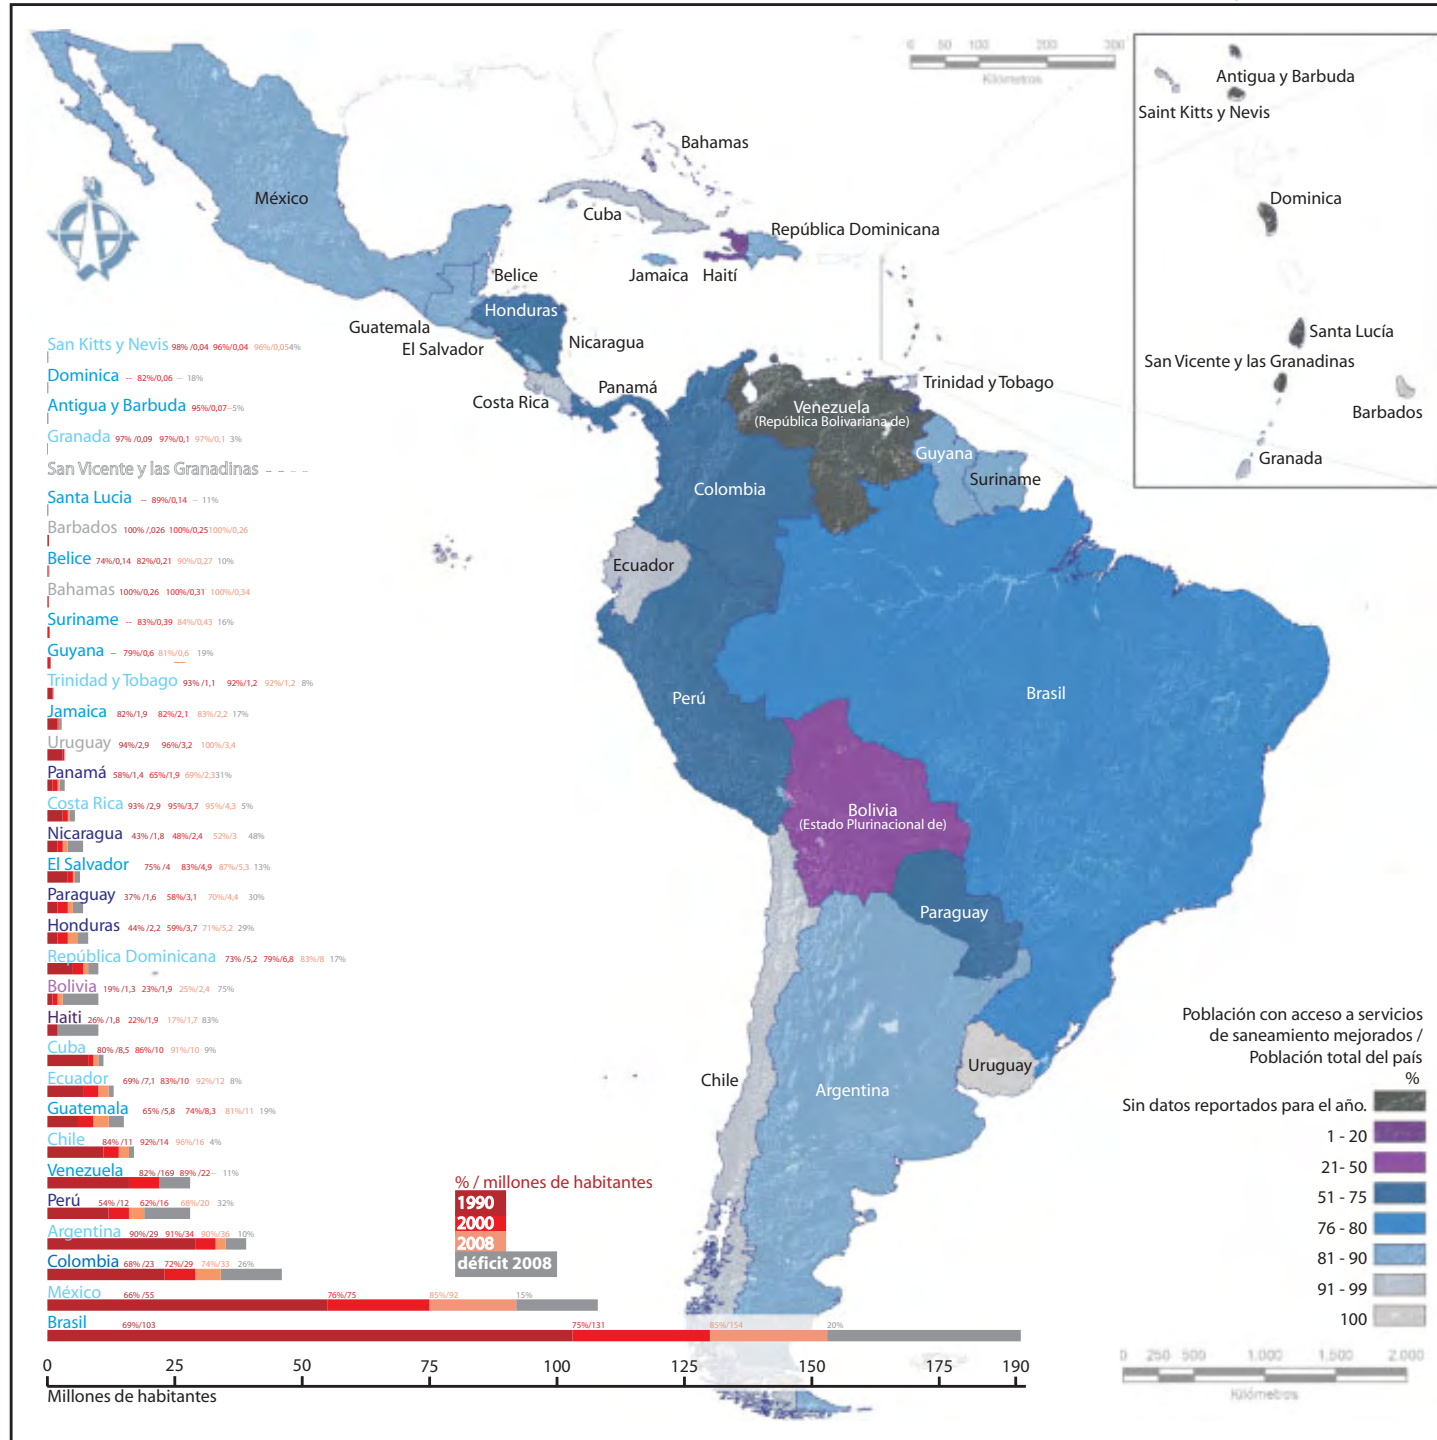 0 50 100 200 300
Kilómetros
Antigua y Barbuda
Saint Kitts y Nevis
Bahamas
México
Dominica
Cuba
República Dominicana
Belice
Jamaica
Haití
Honduras
Guatemala
El Salvador
Nicaragua
Santa Lucía
San Vicente y las Granadinas
Trinidad y Tobago
Panamá
Costa Rica
Venezuela
(República Bolivariana de)
Barbados
Granada
Guyana
Suriname
Colombia
Ecuador
Perú
Brasil
Bolivia
(Estado Plurinacional de)
Paraguay
Chile
Uruguay
Argentina
San Kitts y Nevis 98% /0,04 96%/0,04 96%/0,054%
Dominica -- 82%/0,06 -- 18%
Antigua y Barbuda 95%/0,07--5%
Granada 97% /0,09 97%/0,1 97%/0,1 3%
San Vicente y las Granadinas -- -- -- --
Santa Lucia -- 89%/0,14 -- 11%
Barbados 100% /,026 100%/0,25100%/0,26
Belice 74%/0,14 82%/0,21 90%/0,27 10%
Bahamas 100%/0,26 100%/0,31 100%/0,34
Suriname -- 83%/0,39 84%/0,43 16%
Guyana -- 79%/0,6 81%/0,6 19%
Trinidad y Tobago 93% /1,1 92%/1,2 92%/1,2 8%
Jamaica 82%/1,9 82%/2,1 83%/2,2 17%
Uruguay 94%/2,9 96%/3,2 100%/3,4
Panamá 58%/1,4 65%/1,9 69%/2,331%
Costa Rica 93% /2,9 95%/3,7 95%/4,3 5%
Nicaragua 43% /1,8 48%/2,4 52%/3 48%
El Salvador 75% /4 83%/4,9 87%/5,3 13%
Paraguay 37% /1,6 58%/3,1 70%/4,4 30%
Honduras 44% /2,2 59%/3,7 71%/5,2 29%
República Dominicana 73% /5,2 79%/6,8 83%/8 17%
Bolivia 19% /1,3 23%/1,9 25%/2,4 75%
Haiti 26% /1,8 22%/1,9 17%/1,7 83%
Cuba 80% /8,5 86%/10 91%/10 9%
Ecuador 69% /7,1 83%/10 92%/12 8%
Guatemala 65% /5,8 74%/8,3 81%/11 19%
Chile 84% /11 92%/14 96%/16 4%
Venezuela 82% /169 89% /22-- 11%
Perú 54% /12 62%/16 68%/20 32%
Argentina 90%/29 91%/34 90%/36 10%
Colombia 68% /23 72%/29 74%/33 26%
México 66% /55 76%/75 85%/92 15%
Brasil 69%/103 75%/131 85%/154 20%
0 25 50 75 100 125 150 175 190
Millones de habitantes
% / millones de habitantes
1990
2000
2008
déficit 2008
Población con acceso a servicios
de saneamiento mejorados /
Población total del país
%
Sin datos reportados para el año.
1 - 20
21- 50
51 - 75
76 - 80
81 - 90
91 - 99
100
0 250 500 1.000 1.500 2.000
Kilómetros